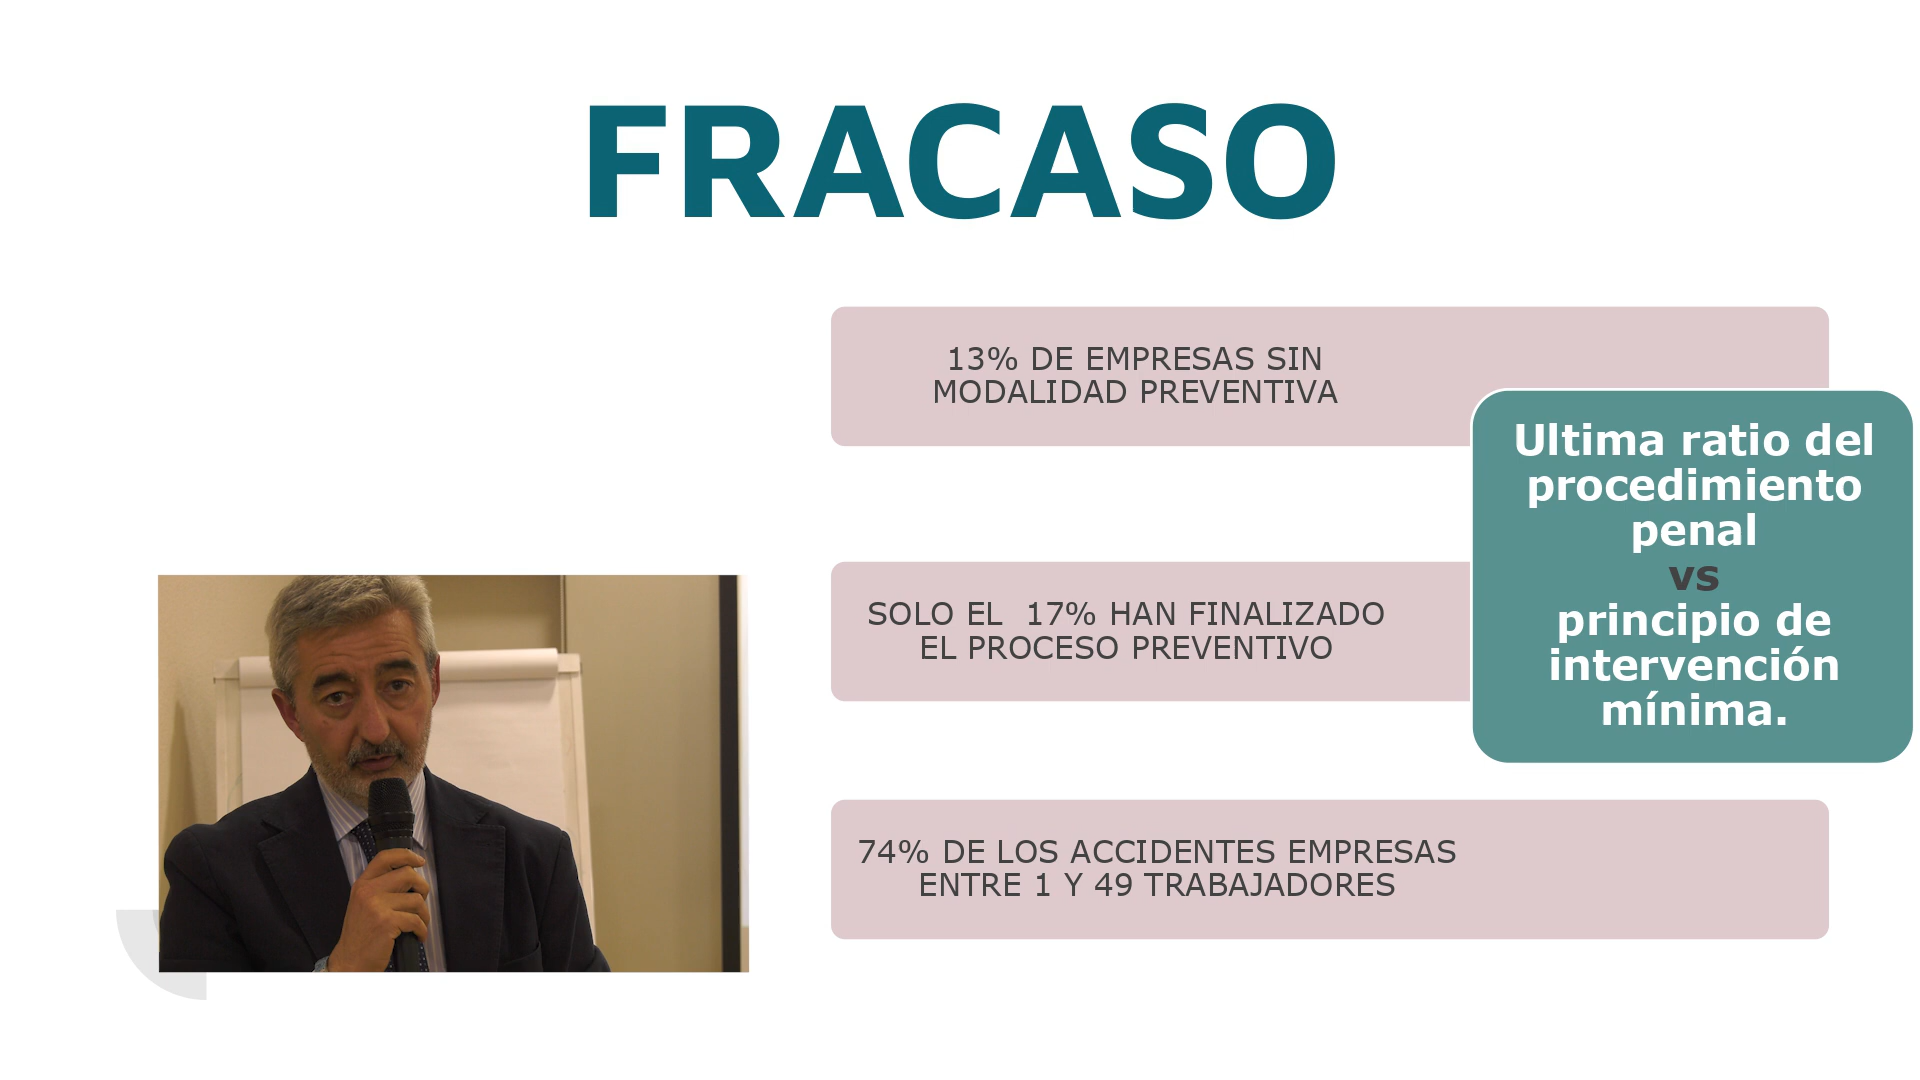 FRACASO
13% DE EMPRESAS SIN
MODALIDAD PREVENTIVA
SOLO EL  17% HAN FINALIZADO
EL PROCESO PREVENTIVO
74% DE LOS ACCIDENTES EMPRESAS
ENTRE 1 Y 49 TRABAJADORES
Ultima ratio del
procedimiento
penal
vs
principio de
intervención
mínima.